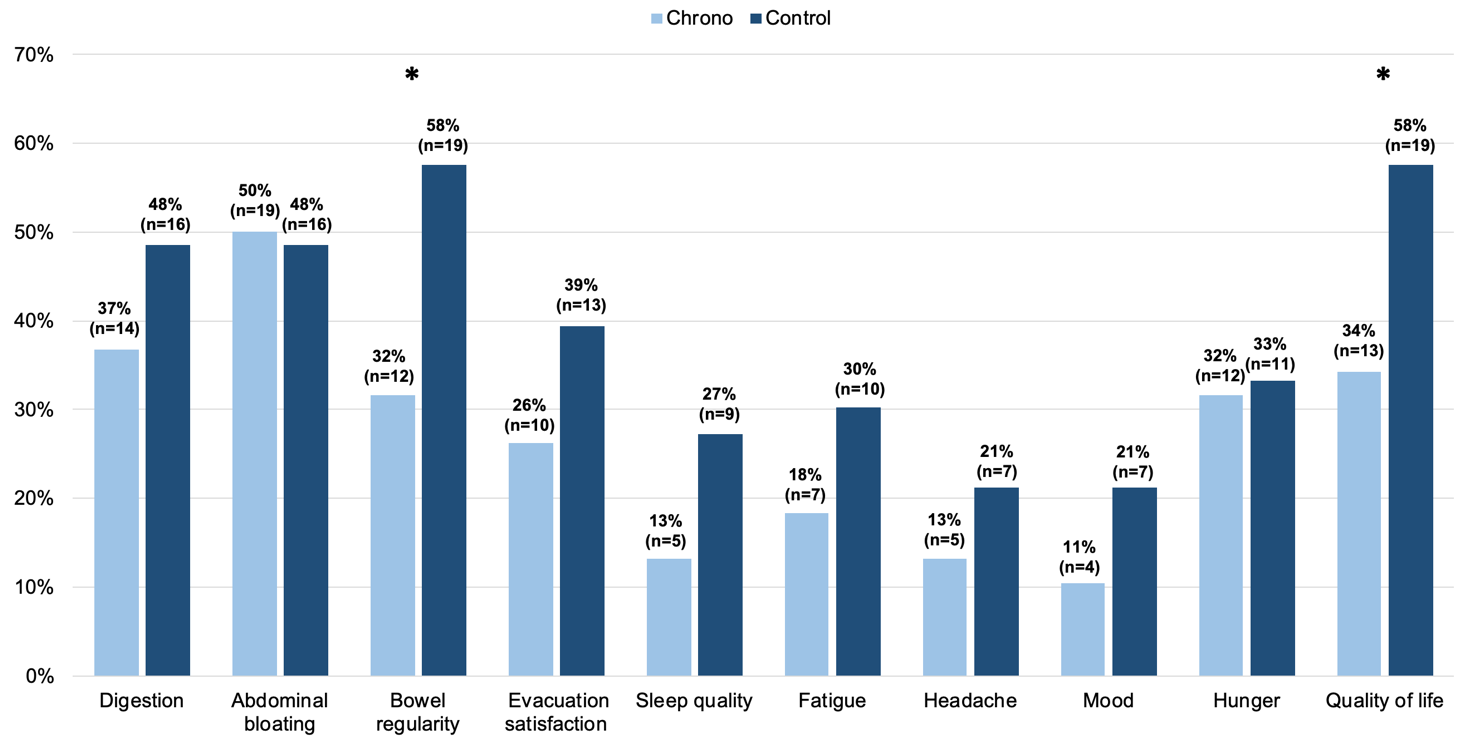 Chrono Control
70%
60%
50%
40%
30%
20%
10%
0%
*
*
37%
(n=14)
48%
(n=16)
50%
(n=19)
48%
(n=16)
32%
(n=12)
58%
(n=19)
26%
(n=10)
39%
(n=13)
13%
(n=5)
27%
(n=9)
18%
(n=7)
30%
(n=10)
13%
(n=5)
21%
(n=7)
11%
(n=4)
21%
(n=7)
32%
(n=12)
33%
(n=11)
34%
(n=13)
58%
(n=19)
Digestion
Abdominal
bloating
Bowel
regularity
Evacuation
satisfaction
Sleep quality
Fatigue
Headache
Mood
Hunger
Quality of life